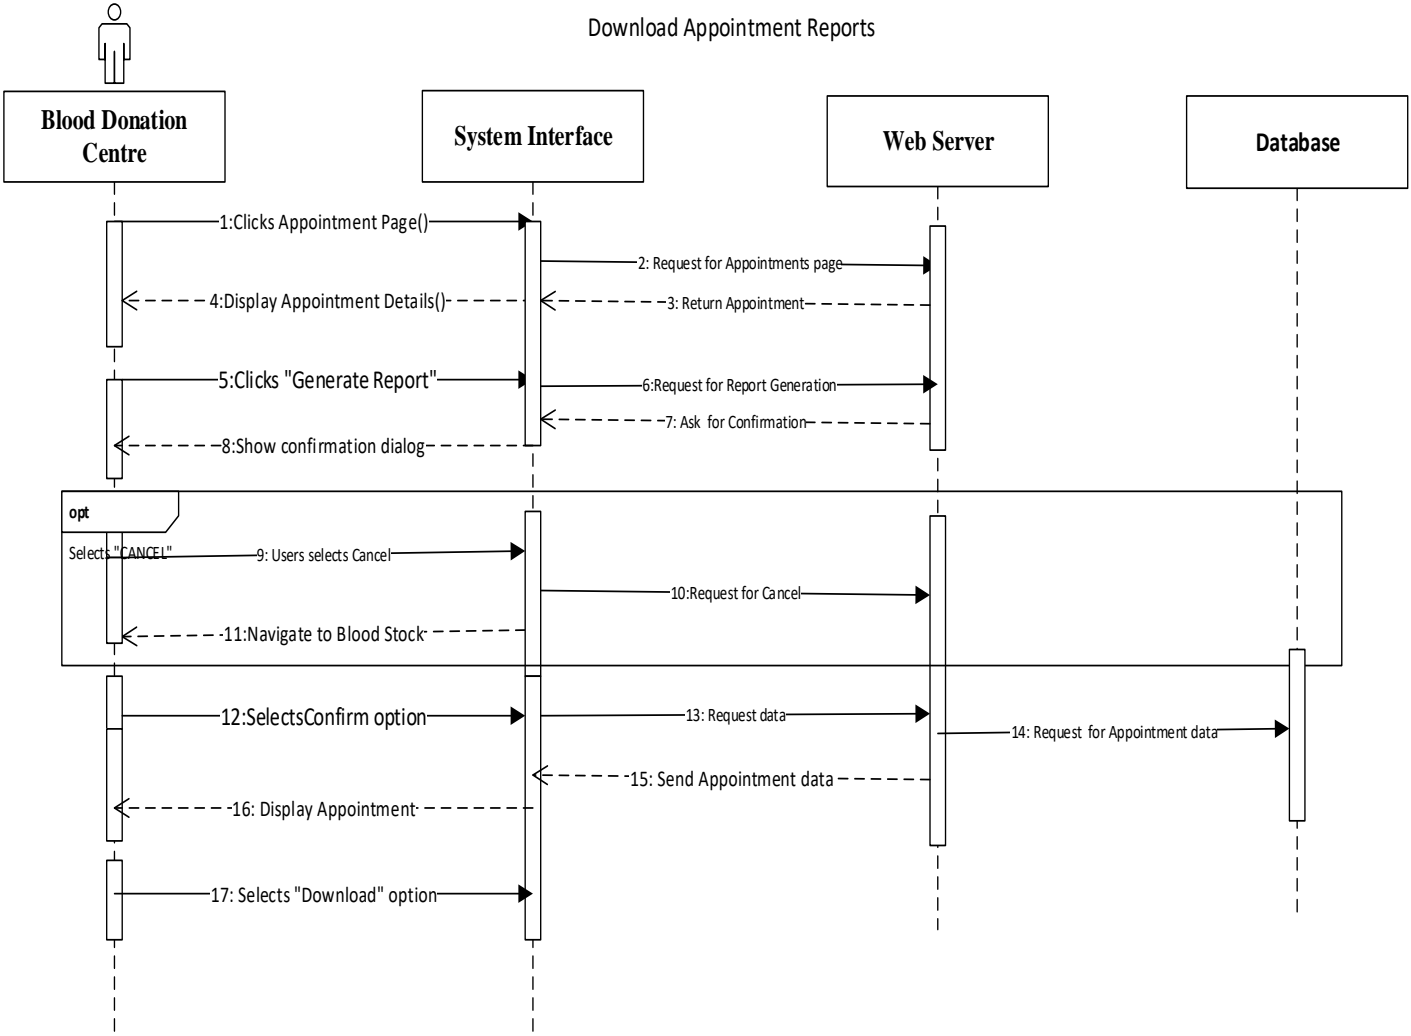 Download Appointment Reports
Blood Donation
Centre
System Interface
Web Server
Database
1:Clicks Appointment Page()
2: Request for Appointments page
4:Display Appointment Details()
3: Return Appointment
5:Clicks "Generate Report"
6:Request for Report Generation
7: Ask for Confirmation
8:Show confirmation dialog
opt
Selects "CANCEL"
9: Users selects Cancel
10:Request for Cancel
11:Navigate to Blood Stock
12:SelectsConfirm option
13: Request data
14: Request for Appointment data
15: Send Appointment data
16: Display Appointment
17: Selects "Download" option